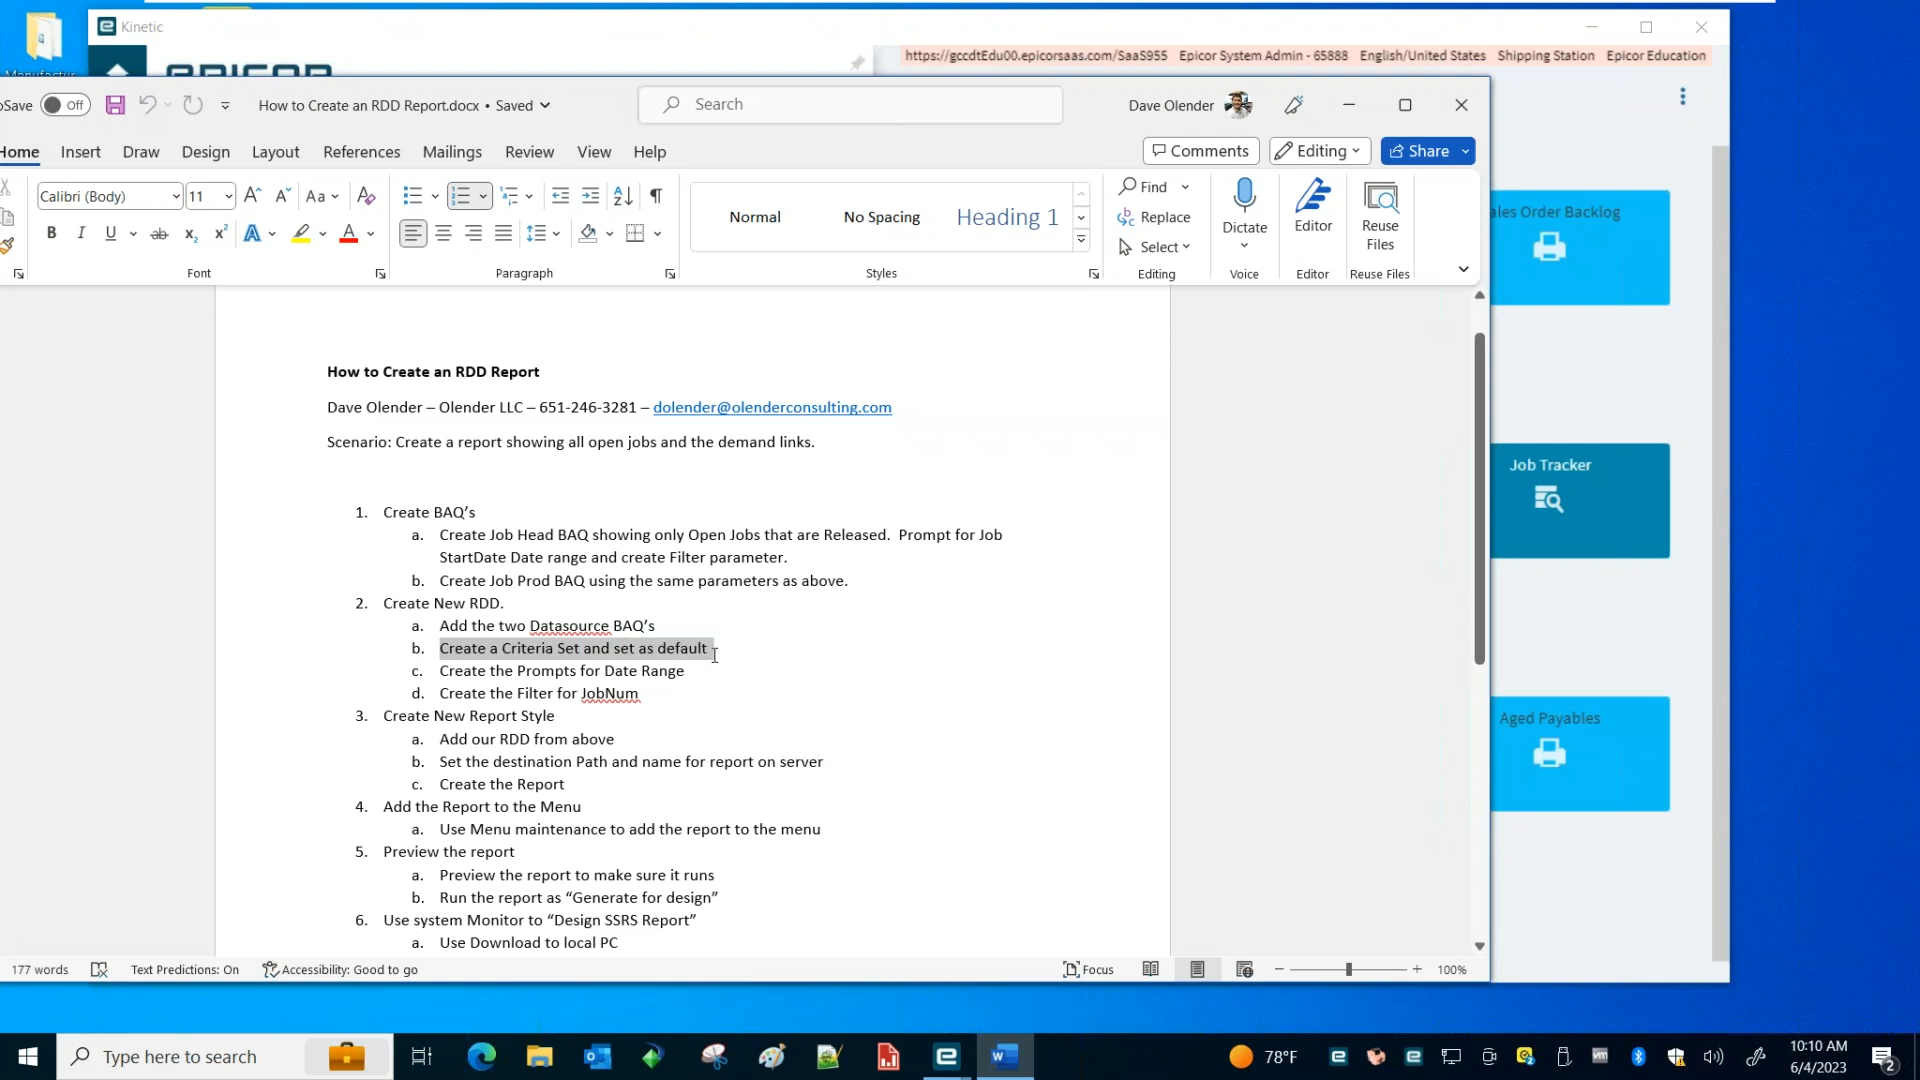 Manufactur
Kinetic
EPICOR
https://gccdtEdu00.epicorsaas.com/SaaS955 Epicor System Admin - 65888 English/United States Shipping Station Epicor Education
Off
How to Create an RDD Report.docx • Saved
Search
Dave Olender
Home
Insert
Draw
Design
Layout
References
Mailings
Review
View
Help
Comments
Editing
Share
Calibri (Body)
11
Aa
Normal
No Spacing
Heading 1
Find
Replace
Select
Dictate
Editor
Reuse
Files
Font
Paragraph
Styles
Editing
Voice
Editor
Reuse Files
ales Order Backlog
Job Tracker
Aged Payables
How to Create an RDD Report
Dave Olender – Olender LLC – 651-246-3281 – dolender@olenderconsulting.com
Scenario: Create a report showing all open jobs and the demand links.
1. Create BAQ’s
a. Create Job Head BAQ showing only Open Jobs that are Released. Prompt for Job
StartDate Date range and create Filter parameter.
b. Create Job Prod BAQ using the same parameters as above.
2. Create New RDD.
a. Add the two Datasource BAQ’s
b. Create a Criteria Set and set as default
c. Create the Prompts for Date Range
d. Create the Filter for JobNum
3. Create New Report Style
a. Add our RDD from above
b. Set the destination Path and name for report on server
c. Create the Report
4. Add the Report to the Menu
a. Use Menu maintenance to add the report to the menu
5. Preview the report
a. Preview the report to make sure it runs
b. Run the report as “Generate for design”
6. Use system Monitor to “Design SSRS Report”
a. Use Download to local PC
177 words
Text Predictions: On
Accessibility: Good to go
Focus
100%
Type here to search
78°F
10:10 AM
6/4/2023
2